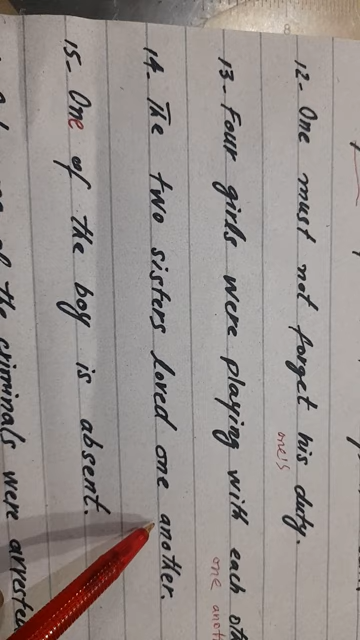 12- One must not forget his duty.
one's
13- Four girls were playing with each
one
14. The two sisters loved one another.
15- One of the boy is absent.
of the criminals were